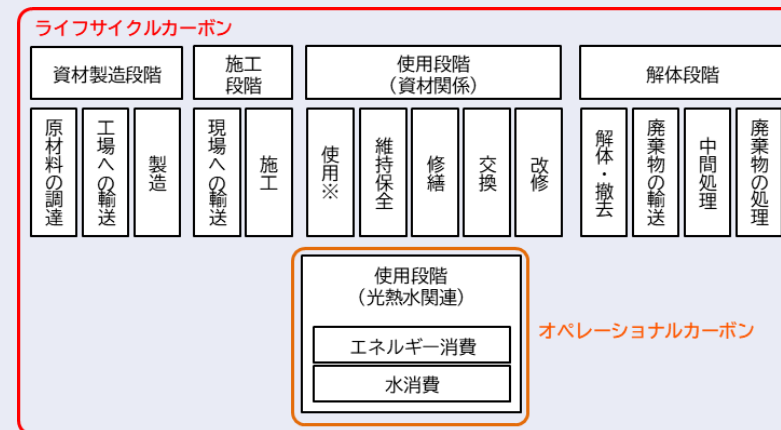 ライフサイクルカーボン
資材製造段階
施工
段階
使用段階
（資材関係）
解体段階
原材料の調達
工場への輸送
製造
現場への輸送
施工
使用※
維持保全
修繕
交換
改修
解体・撤去
廃棄物の輸送
中間処理
廃棄物の処理
使用段階
（光熱水関連）
エネルギー消費
水消費
オペレーショナルカーボン